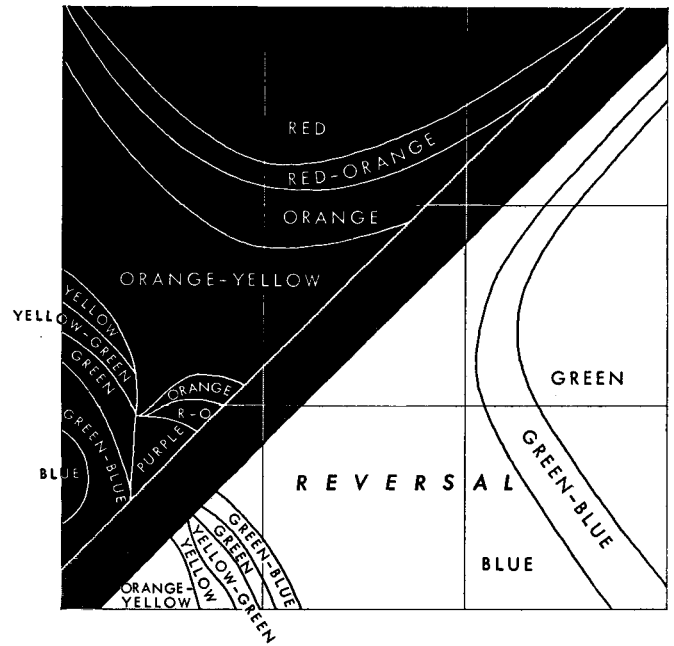 RED
RED-ORANGE
ORANGE
ORANGE-YELLOW
YELLOW
YELLOW-GREEN
GREEN
GREEN-BLUE
BLUE
ORANGE
R-O
PURPLE
GREEN
GREEN-BLUE
REVERSAL
BLUE
GREEN-BLUE
GREEN
YELLOW-GREEN
YELLOW
ORANGE-
YELLOW